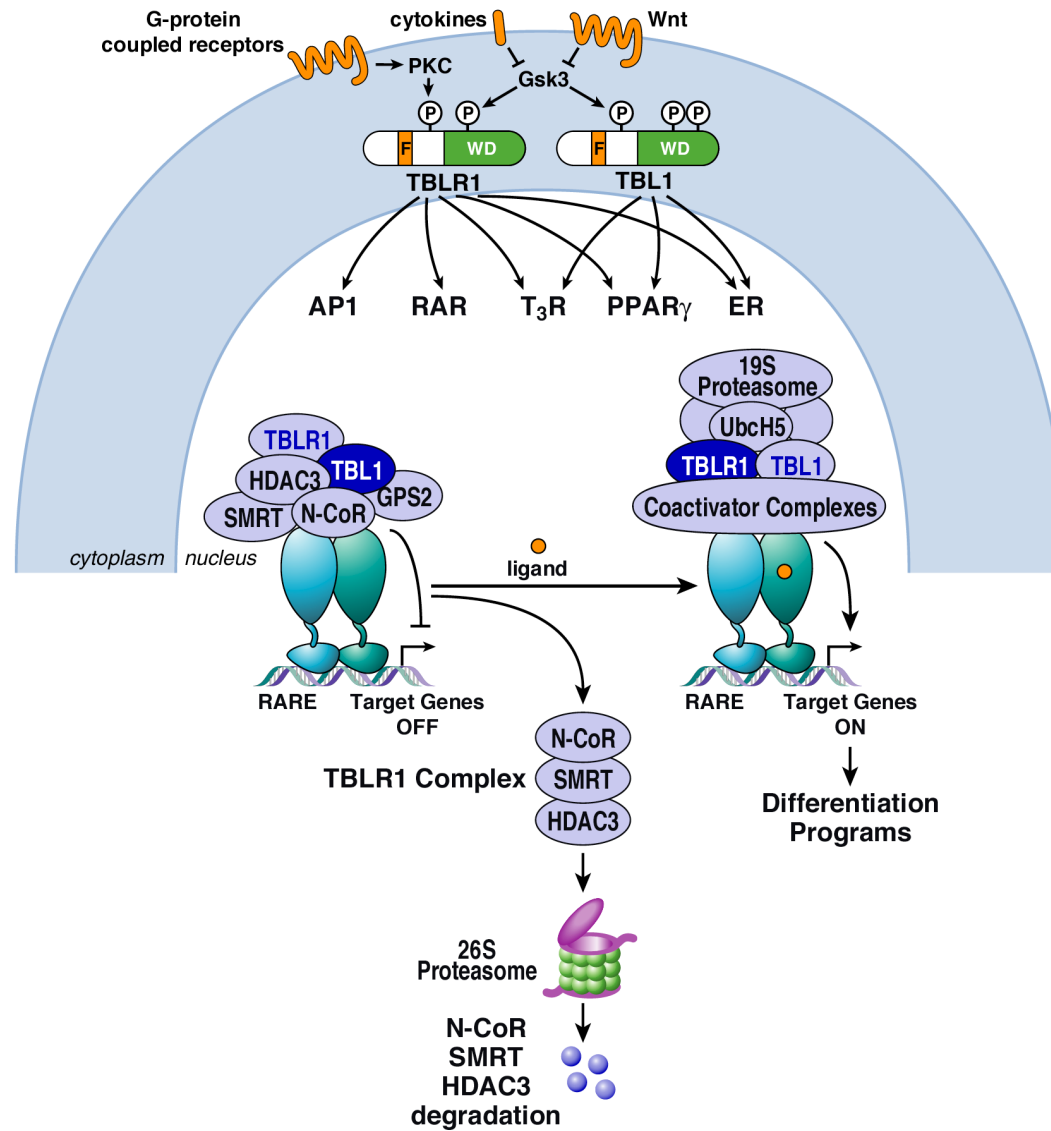 G-protein
coupled receptors
cytokines
Wnt
PKC
Gsk3
P
P
P
P
P
F
WD
F
WD
TBLR1
TBL1
AP1
RAR
T₃R
PPARγ
ER
TBLR1
TBL1
HDAC3
GPS2
SMRT
N-CoR
19S
Proteasome
UbcH5
TBLR1
TBL1
Coactivator Complexes
cytoplasm
nucleus
ligand
RARE
Target Genes
OFF
RARE
Target Genes
ON
N-CoR
TBLR1 Complex
SMRT
HDAC3
Differentiation
Programs
26S
Proteasome
N-CoR
SMRT
HDAC3
degradation